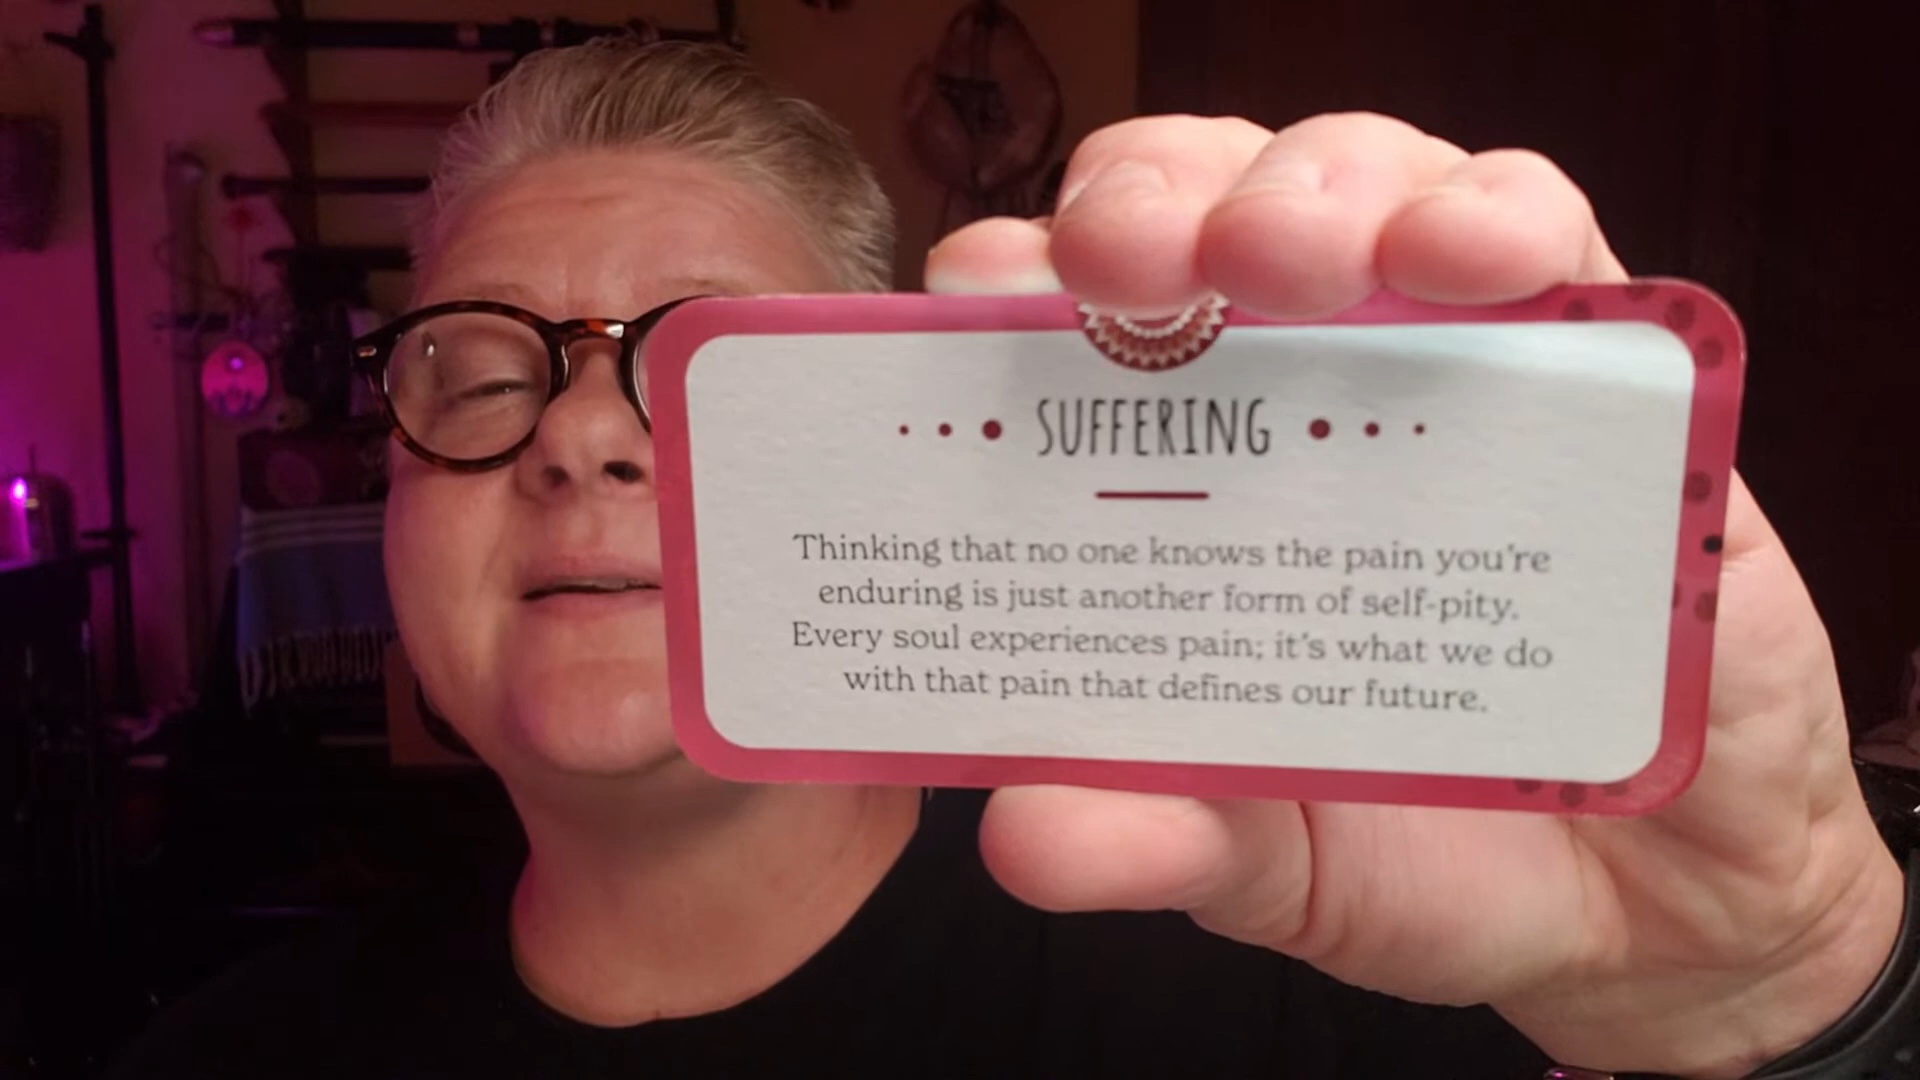 SUFFERING
Thinking that no one knows the pain you're
enduring is just another form of self-pity.
Every soul experiences pain; it's what we do
with that pain that defines our future.